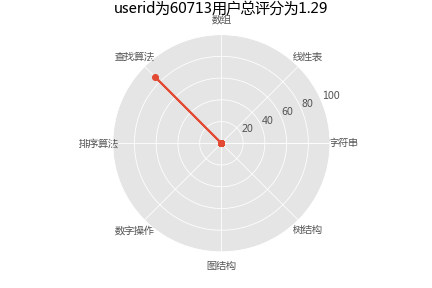 userid为60713用户总评分为1.29
数组
查找算法
线性表
100
80
60
40
20
排序算法
字符串
数字操作
树结构
图结构